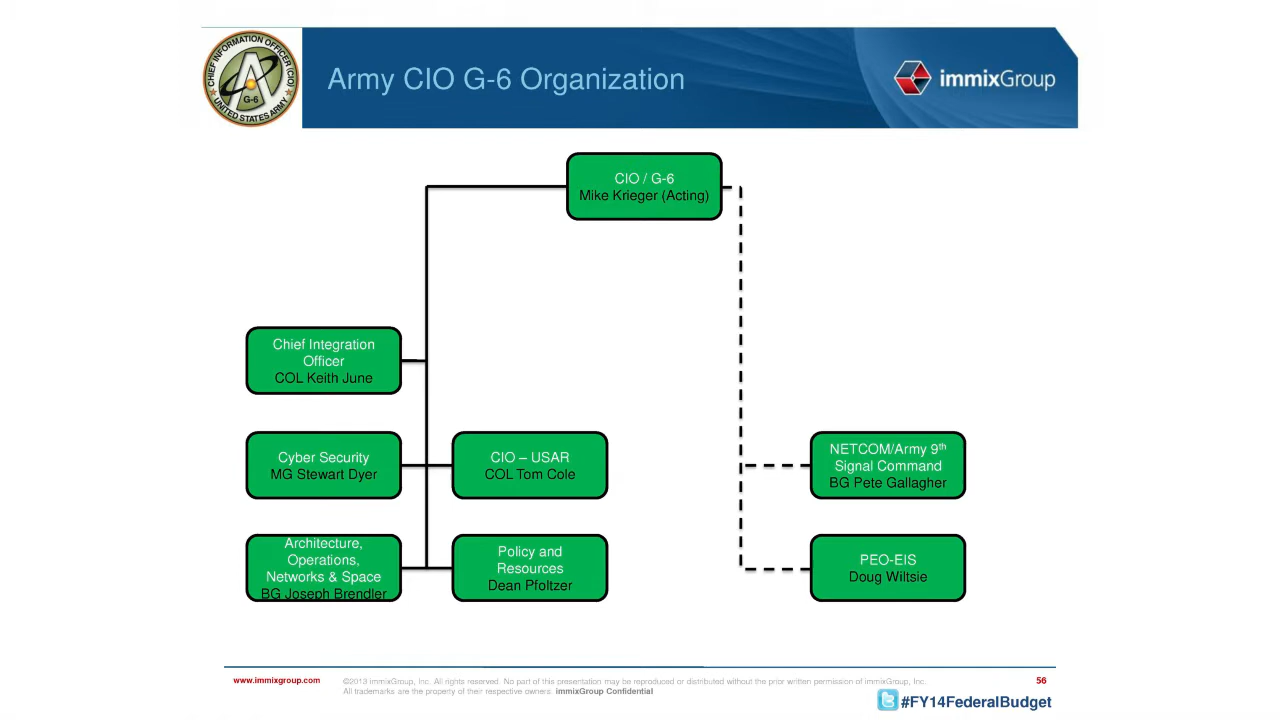 CHIEF INFORMATION OFFICER (CIO)
G-6
UNITED STATES ARMY
Army CIO G-6 Organization
immixGroup
CIO / G-6
Mike Krieger (Acting)
Chief Integration
Officer
COL Keith June
Cyber Security
MG Stewart Dyer
CIO – USAR
COL Tom Cole
NETCOM/Army 9th
Signal Command
BG Pete Gallagher
Architecture,
Operations,
Networks & Space
BG Joseph Brendler
Policy and
Resources
Dean Pfoltzer
PEO-EIS
Doug Wiltsie
www.immixgroup.com
©2013 immixGroup, Inc. All rights reserved. No part of this presentation may be reproduced or distributed without the prior written permission of immixGroup, Inc.
All trademarks are the property of their respective owners. immixGroup Confidential
56
#FY14FederalBudget